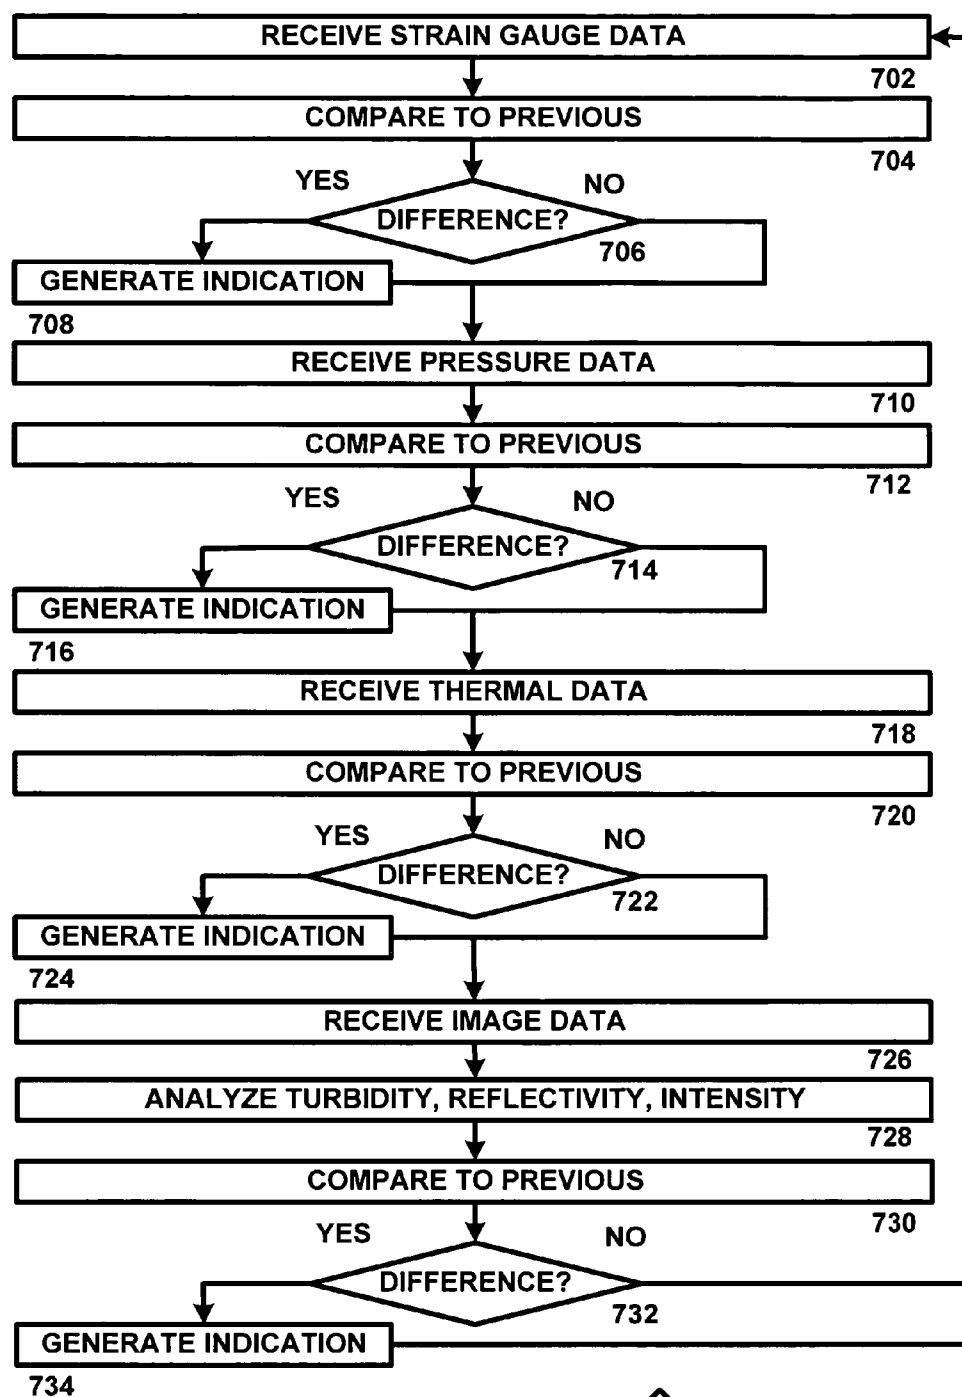 RECEIVE STRAIN GAUGE DATA
702
COMPARE TO PREVIOUS
704
YES NO
DIFFERENCE?
706
GENERATE INDICATION
708
RECEIVE PRESSURE DATA
710
COMPARE TO PREVIOUS
712
YES NO
DIFFERENCE?
714
GENERATE INDICATION
716
RECEIVE THERMAL DATA
718
COMPARE TO PREVIOUS
720
YES NO
DIFFERENCE?
722
GENERATE INDICATION
724
RECEIVE IMAGE DATA
726
ANALYZE TURBIDITY, REFLECTIVITY, INTENSITY
728
COMPARE TO PREVIOUS
730
YES NO
DIFFERENCE?
732
GENERATE INDICATION
734